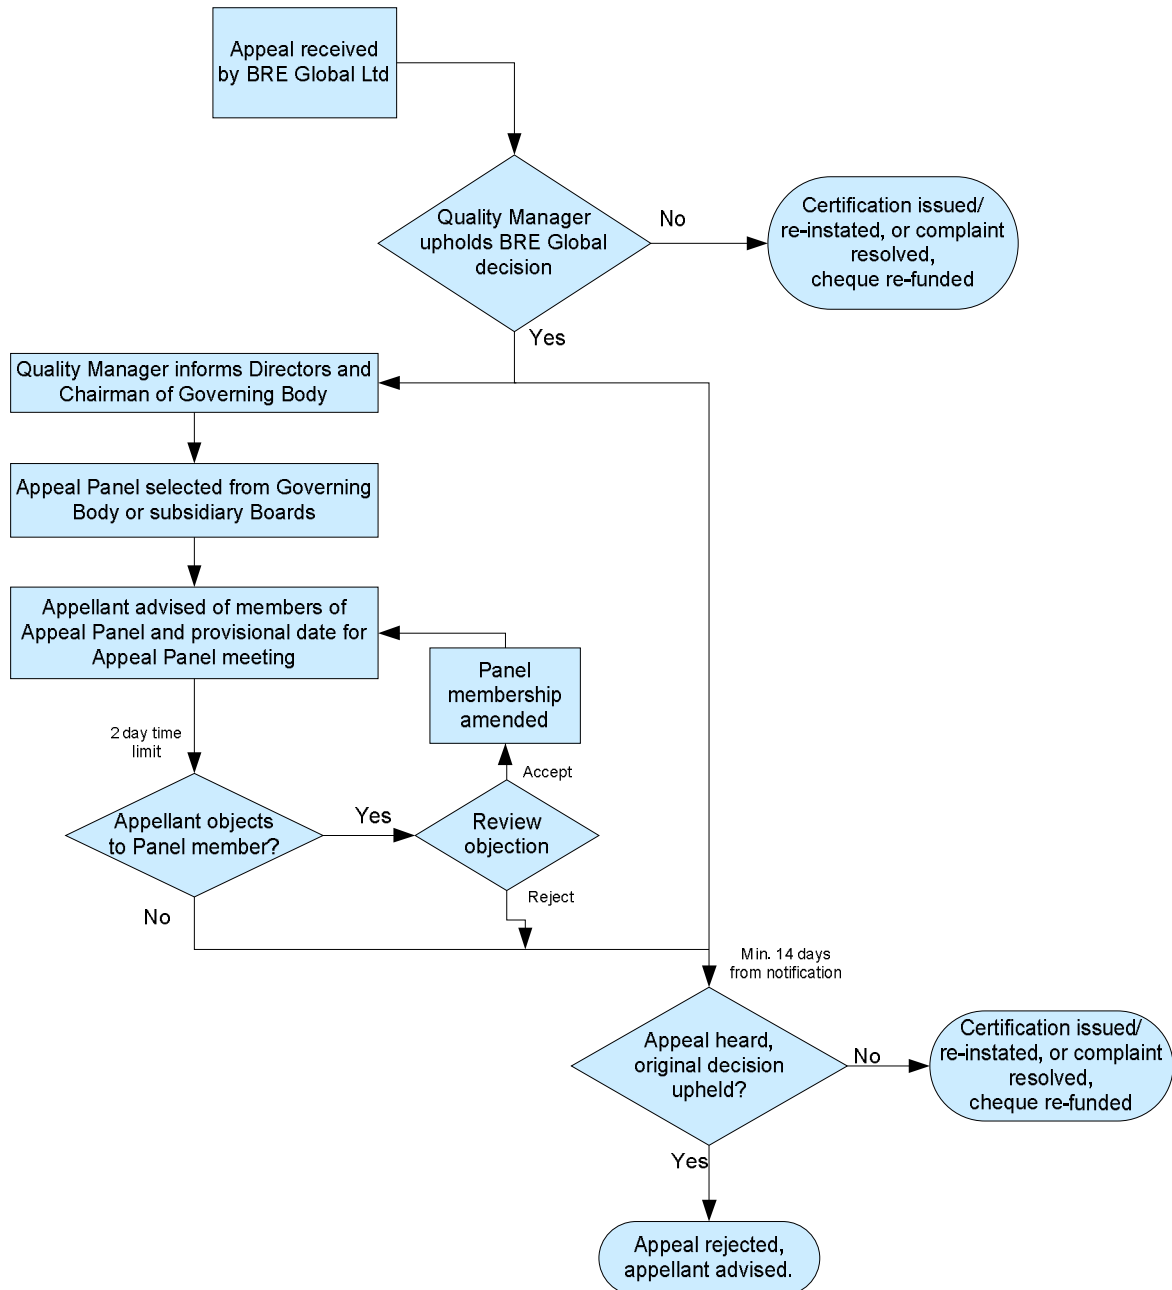 Appeal received
by BRE Global Ltd
Quality Manager
upholds BRE Global
decision
No
Certification issued/
re-instated, or complaint
resolved,
cheque re-funded
Yes
Quality Manager informs Directors and
Chairman of Governing Body
Appeal Panel selected from Governing
Body or subsidiary Boards
Appellant advised of members of
Appeal Panel and provisional date for
Appeal Panel meeting
Panel
membership
amended
2 day time
limit
Accept
Appellant objects
to Panel member?
Yes
Review
objection
Reject
No
Min. 14 days
from notification
Appeal heard,
original decision
upheld?
No
Certification issued/
re-instated, or complaint
resolved,
cheque re-funded
Yes
Appeal rejected,
appellant advised.